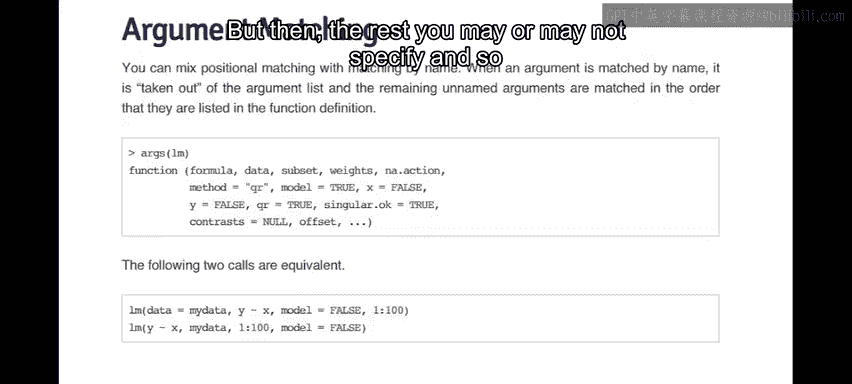 Argument Matching
But then, the rest you may or may not
specify and so
You can mix positional matching with matching by name. When an argument is matched by name, it
is “taken out” of the argument list and the remaining unnamed arguments are matched in the order
that they are listed in the function definition.
> args(lm)
function (formula, data, subset, weights, na.action,
method = "qr", model = TRUE, x = FALSE,
y = FALSE, qr = TRUE, singular.ok = TRUE,
contrasts = NULL, offset, ...)
The following two calls are equivalent.
lm(data = mydata, y ~ x, model = FALSE, 1:100)
lm(y ~ x, mydata, 1:100, model = FALSE)